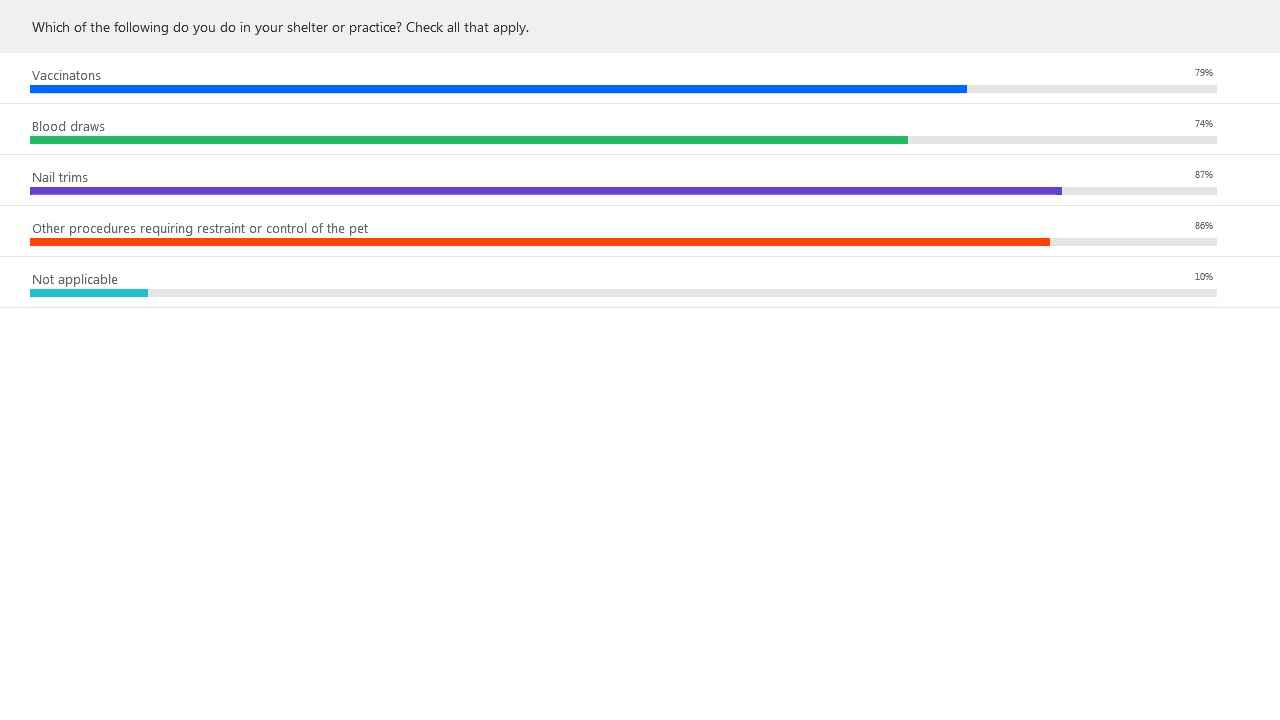 Which of the following do you do in your shelter or practice? Check all that apply.
Vaccinatons
79%
Blood draws
74%
Nail trims
87%
Other procedures requiring restraint or control of the pet
86%
Not applicable
10%